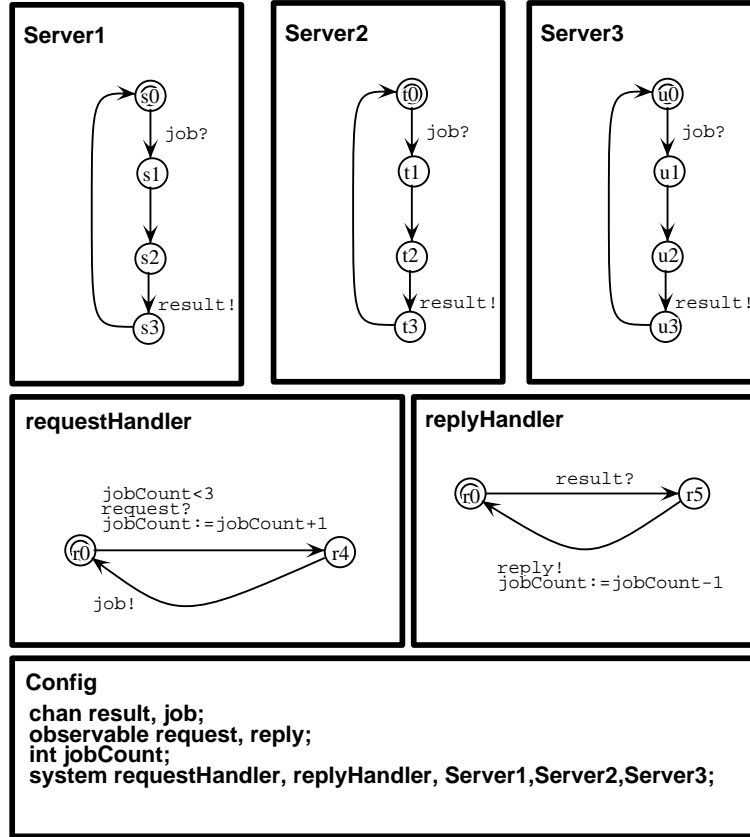 Server1
s0
job?
s1
s2
result!
s3
Server2
t0
job?
t1
t2
result!
t3
Server3
u0
job?
u1
u2
result!
u3
requestHandler
jobCount<3
request?
jobCount:=jobCount+1
r0
r4
job!
replyHandler
result?
r0
r5
reply!
jobCount:=jobCount-1
Config
chan result, job;
observable request, reply;
int jobCount;
system requestHandler, replyHandler, Server1,Server2,Server3;